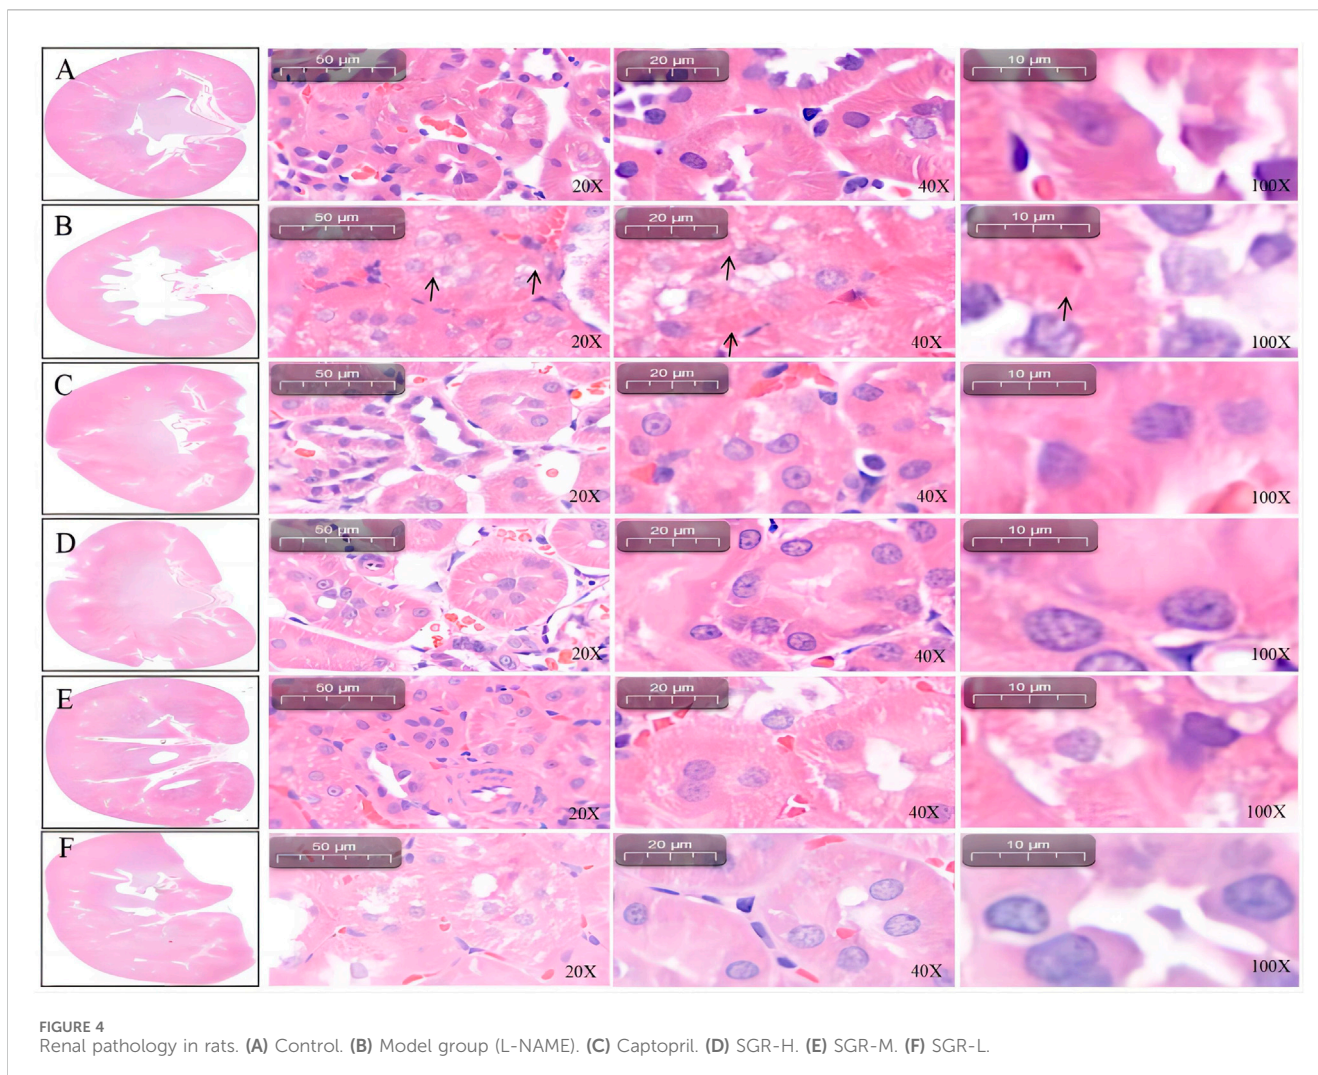 A
50 µm
20X
20 µm
40X
10 µm
100X
B
50 µm
20X
20 µm
40X
10 µm
100X
C
50 µm
20X
20 µm
40X
10 µm
100X
D
50 µm
20X
20 µm
40X
10 µm
100X
E
50 µm
20X
20 µm
40X
10 µm
100X
F
50 µm
20X
20 µm
40X
10 µm
100X
FIGURE 4
Renal pathology in rats. (A) Control. (B) Model group (L-NAME). (C) Captopril. (D) SGR-H. (E) SGR-M. (F) SGR-L.